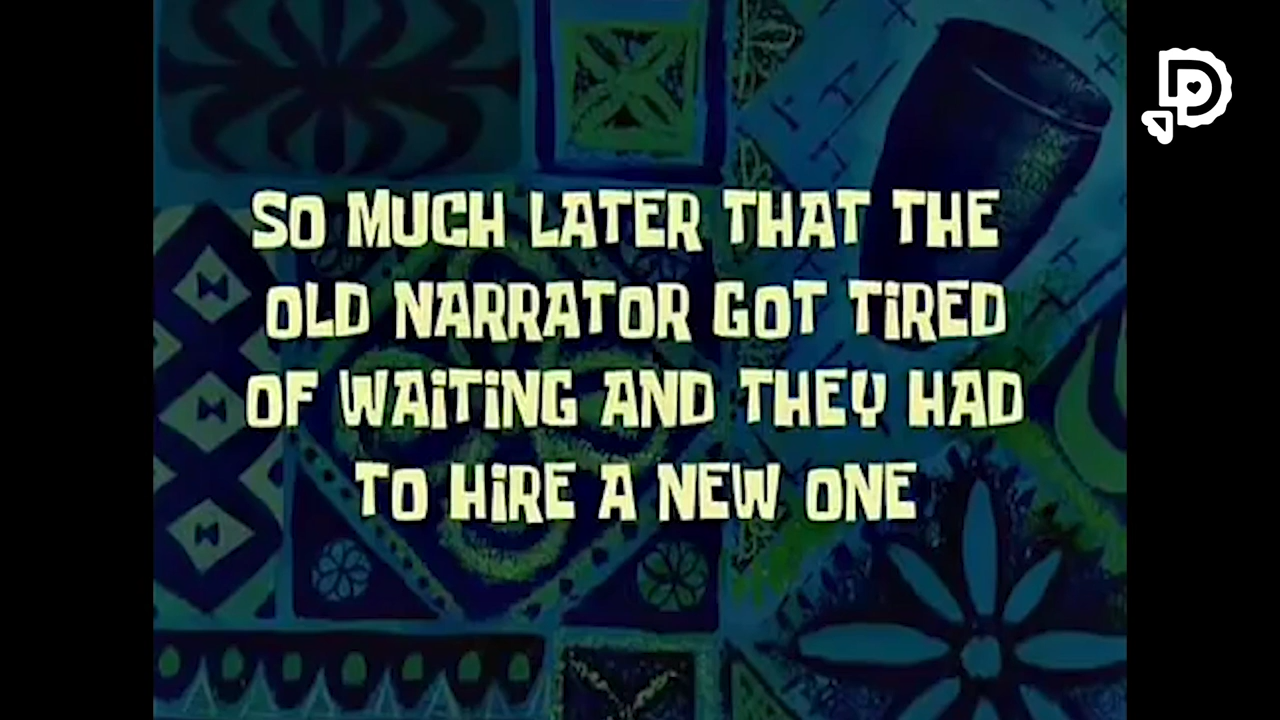 SO MUCH LATER THAT THE
OLD NARRATOR GOT TiRED
OF WAiTiNG AND THEY HAD
TO HiRE A NEW ONE